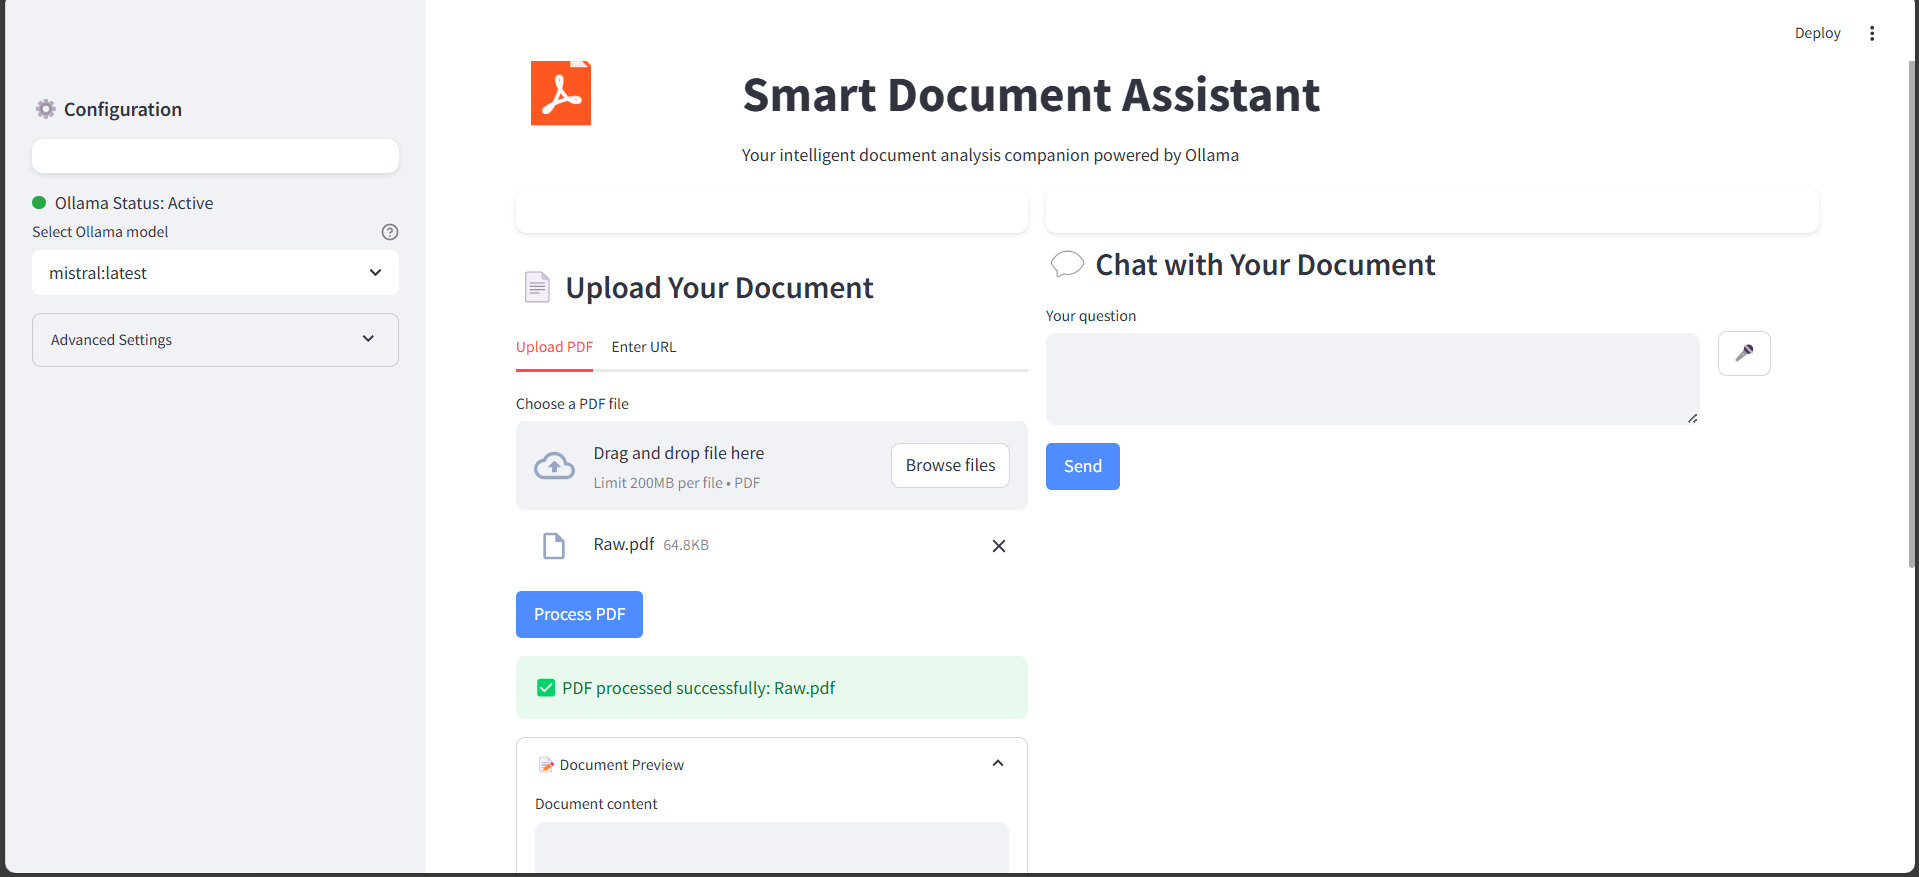 Deploy
Configuration
Ollama Status: Active
Select Ollama model
mistral:latest
Advanced Settings
Smart Document Assistant
Your intelligent document analysis companion powered by Ollama
Upload Your Document
Upload PDF Enter URL
Choose a PDF file
Drag and drop file here
Limit 200MB per file • PDF
Browse files
Raw.pdf 64.8KB
Process PDF
PDF processed successfully: Raw.pdf
Document Preview
Document content
Chat with Your Document
Your question
Send